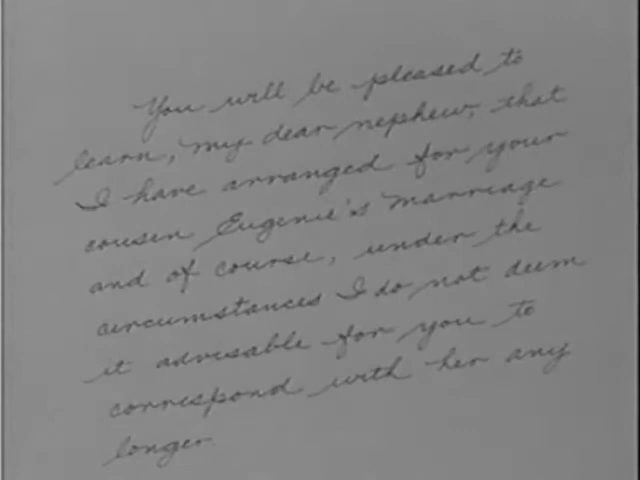 You will be pleased to
learn, my dear nephew, that
I have arranged for your
cousin Eugenie's marriage
and of course, under the
circumstances I do not deem
it advisable for you to
correspond with her any
longer